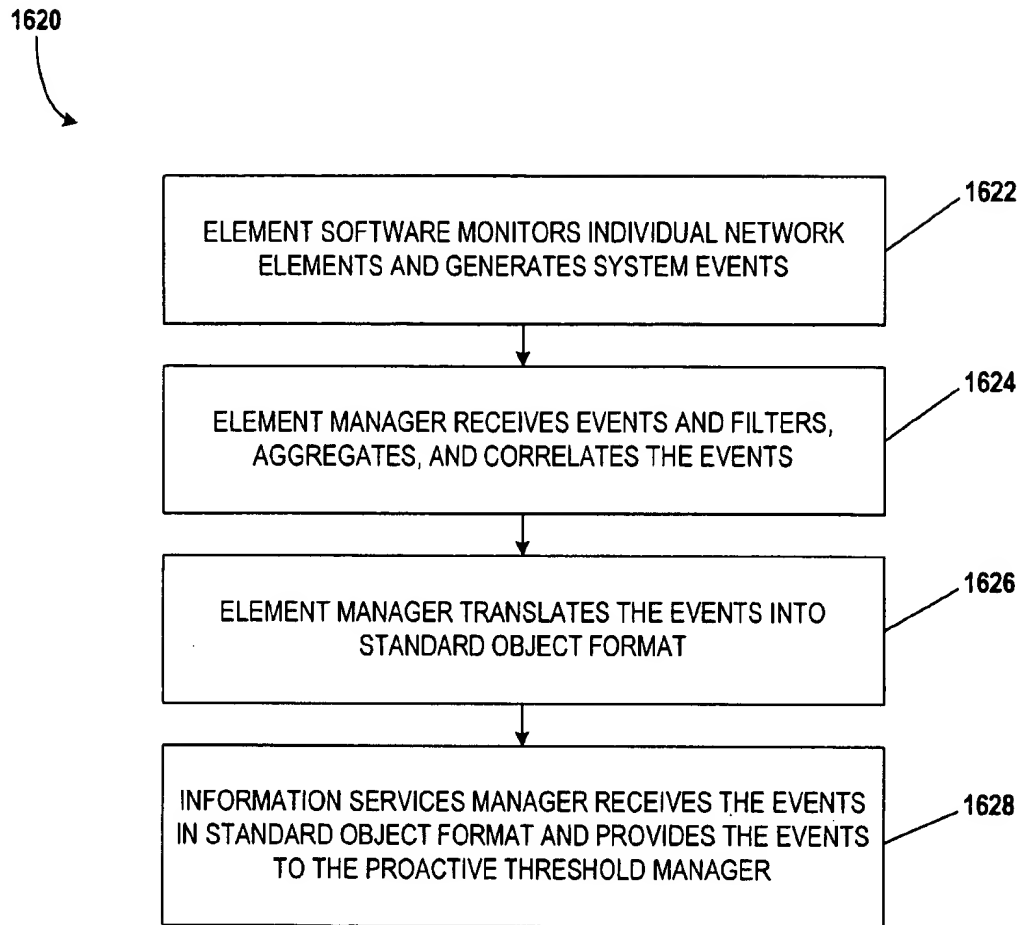 1620
ELEMENT SOFTWARE MONITORS INDIVIDUAL NETWORK
ELEMENTS AND GENERATES SYSTEM EVENTS
1622
ELEMENT MANAGER RECEIVES EVENTS AND FILTERS,
AGGREGATES, AND CORRELATES THE EVENTS
1624
ELEMENT MANAGER TRANSLATES THE EVENTS INTO
STANDARD OBJECT FORMAT
1626
INFORMATION SERVICES MANAGER RECEIVES THE EVENTS
IN STANDARD OBJECT FORMAT AND PROVIDES THE EVENTS
TO THE PROACTIVE THRESHOLD MANAGER
1628